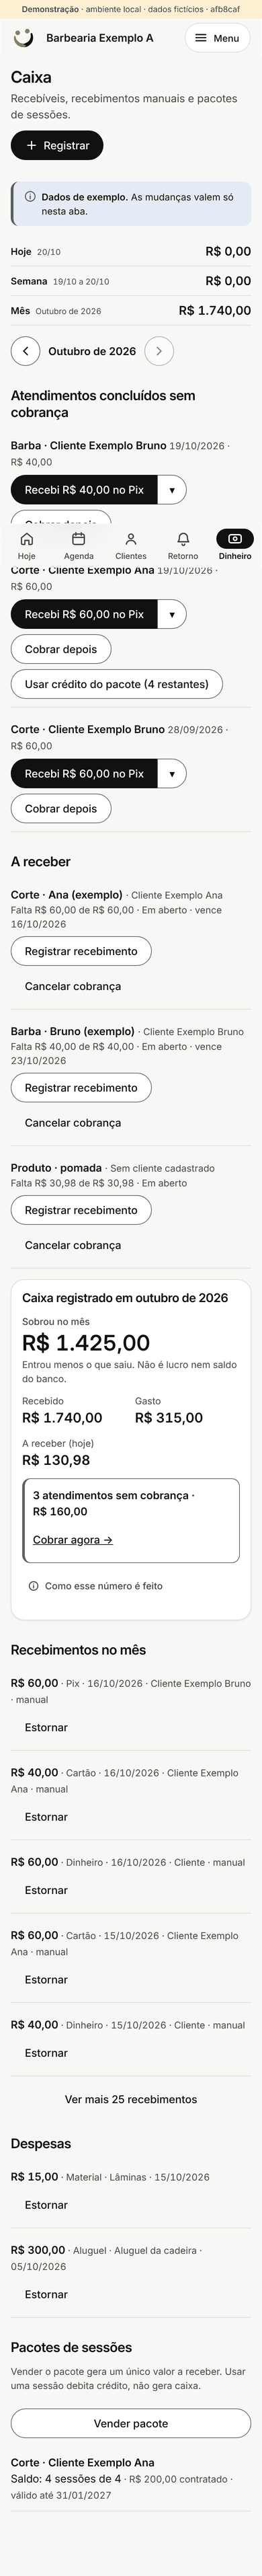 Demonstração · ambiente local · dados fictícios · afb8caf
Barbearia Exemplo A
Menu
Caixa
Recebíveis, recebimentos manuais e pacotes
de sessões.
+ Registrar
Dados de exemplo. As mudanças valem só
nesta aba.
Hoje 20/10 R$ 0,00
Semana 19/10 a 20/10 R$ 0,00
Mês Outubro de 2026 R$ 1.740,00
Outubro de 2026
Atendimentos concluídos sem
cobrança
Barba · Cliente Exemplo Bruno 19/10/2026 ·
R$ 40,00
Recebi R$ 40,00 no Pix ▾
Cobrar depois
Hoje Agenda Clientes Retorno Dinheiro
Corte · Cliente Exemplo Ana 19/10/2026 ·
R$ 60,00
Recebi R$ 60,00 no Pix ▾
Cobrar depois
Usar crédito do pacote (4 restantes)
Corte · Cliente Exemplo Bruno 28/09/2026 ·
R$ 60,00
Recebi R$ 60,00 no Pix ▾
Cobrar depois
A receber
Corte · Ana (exemplo) · Cliente Exemplo Ana
Falta R$ 60,00 de R$ 60,00 · Em aberto · vence
16/10/2026
Registrar recebimento
Cancelar cobrança
Barba · Bruno (exemplo) · Cliente Exemplo Bruno
Falta R$ 40,00 de R$ 40,00 · Em aberto · vence
23/10/2026
Registrar recebimento
Cancelar cobrança
Produto · pomada · Sem cliente cadastrado
Falta R$ 30,98 de R$ 30,98 · Em aberto
Registrar recebimento
Cancelar cobrança
Caixa registrado em outubro de 2026
Sobrou no mês
R$ 1.425,00
Entrou menos o que saiu. Não é lucro nem saldo
do banco.
Recebido Gasto
R$ 1.740,00 R$ 315,00
A receber (hoje)
R$ 130,98
3 atendimentos sem cobrança ·
R$ 160,00
Cobrar agora →
Como esse número é feito
Recebimentos no mês
R$ 60,00 · Pix · 16/10/2026 · Cliente Exemplo Bruno
· manual
Estornar
R$ 40,00 · Cartão · 16/10/2026 · Cliente Exemplo
Ana · manual
Estornar
R$ 60,00 · Dinheiro · 16/10/2026 · Cliente · manual
Estornar
R$ 60,00 · Cartão · 15/10/2026 · Cliente Exemplo
Ana · manual
Estornar
R$ 40,00 · Dinheiro · 15/10/2026 · Cliente · manual
Estornar
Ver mais 25 recebimentos
Despesas
R$ 15,00 · Material · Lâminas · 15/10/2026
Estornar
R$ 300,00 · Aluguel · Aluguel da cadeira ·
05/10/2026
Estornar
Pacotes de sessões
Vender o pacote gera um único valor a receber. Usar
uma sessão debita crédito, não gera caixa.
Vender pacote
Corte · Cliente Exemplo Ana
Saldo: 4 sessões de 4 · R$ 200,00 contratado ·
válido até 31/01/2027